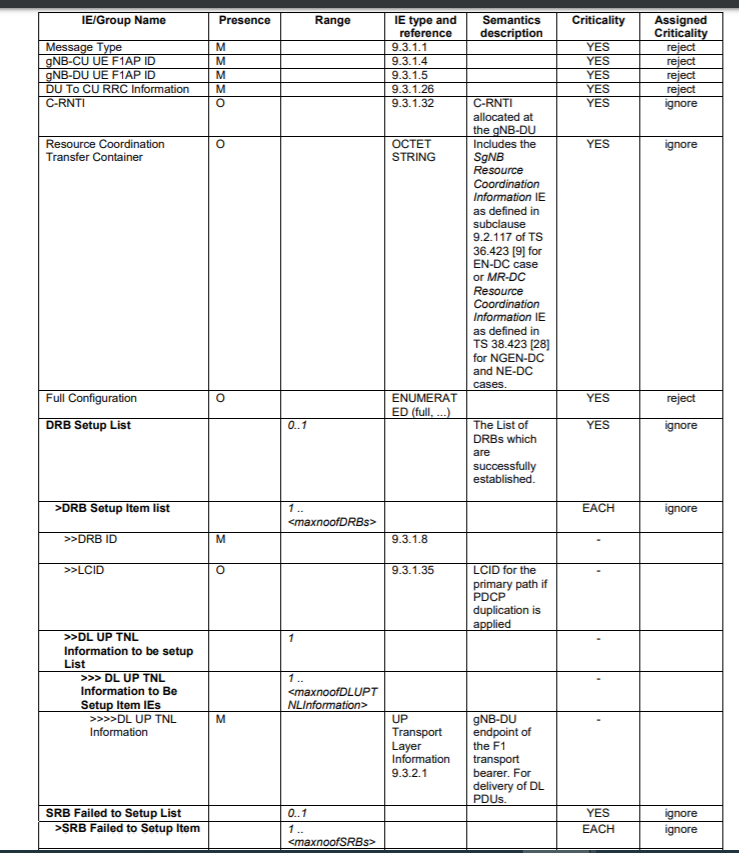 IE/Group Name Presence Range IE type and reference Semantics description Criticality Assigned Criticality
Message Type M 9.3.1.1 YES reject
gNB-CU UE F1AP ID M 9.3.1.4 YES reject
gNB-DU UE F1AP ID M 9.3.1.5 YES reject
DU To CU RRC Information M 9.3.1.26 YES reject
C-RNTI O 9.3.1.32 C-RNTI YES ignore
allocated at
the gNB-DU
Resource Coordination O OCTET Includes the YES ignore
Transfer Container STRING SgNB
Resource
Coordination
Information IE
as defined in
subclause
9.2.117 of TS
36.423 [9] for
EN-DC case
or MR-DC
Resource
Coordination
Information IE
as defined in
TS 38.423 [28]
for NGEN-DC
and NE-DC
cases.
Full Configuration O ENUMERAT YES reject
ED (full, ...)
DRB Setup List 0..1 The List of YES ignore
DRBs which
are
successfully
established.
>DRB Setup Item list 1 .. EACH ignore
<maxnoofDRBs>
>>DRB ID M 9.3.1.8 -
>>LCID O 9.3.1.35 LCID for the -
primary path if
PDCP
duplication is
applied
>>DL UP TNL 1 -
Information to be setup
List
>>> DL UP TNL 1 .. -
Information to Be <maxnoofDLUPT
Setup Item IEs NLInformation>
>>>>DL UP TNL M UP gNB-DU -
Information Transport endpoint of
Layer the F1
Information transport
9.3.2.1 bearer. For
delivery of DL
PDUs.
SRB Failed to Setup List 0..1 YES ignore
>SRB Failed to Setup Item 1 .. EACH ignore
<maxnoofSRBs>